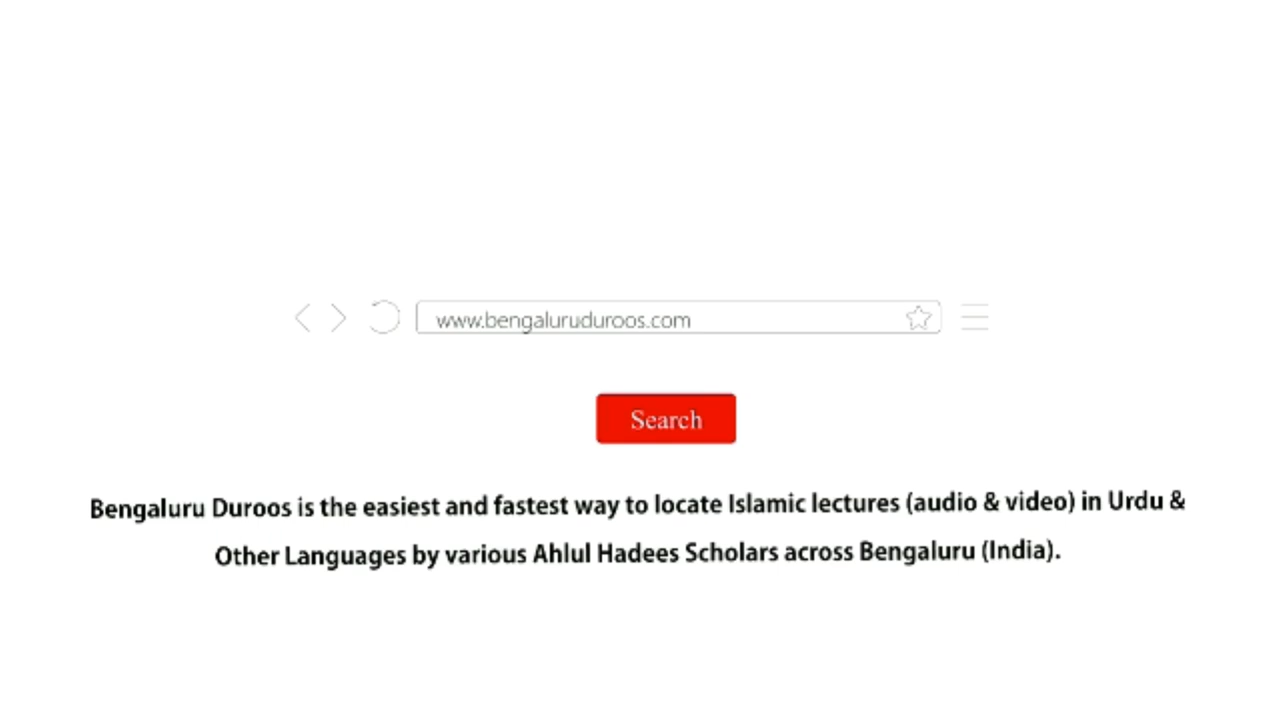 www.bengaluruduroos.com
Search
Bengaluru Duroos is the easiest and fastest way to locate Islamic lectures (audio & video) in Urdu &
Other Languages by various Ahlul Hadees Scholars across Bengaluru (India).